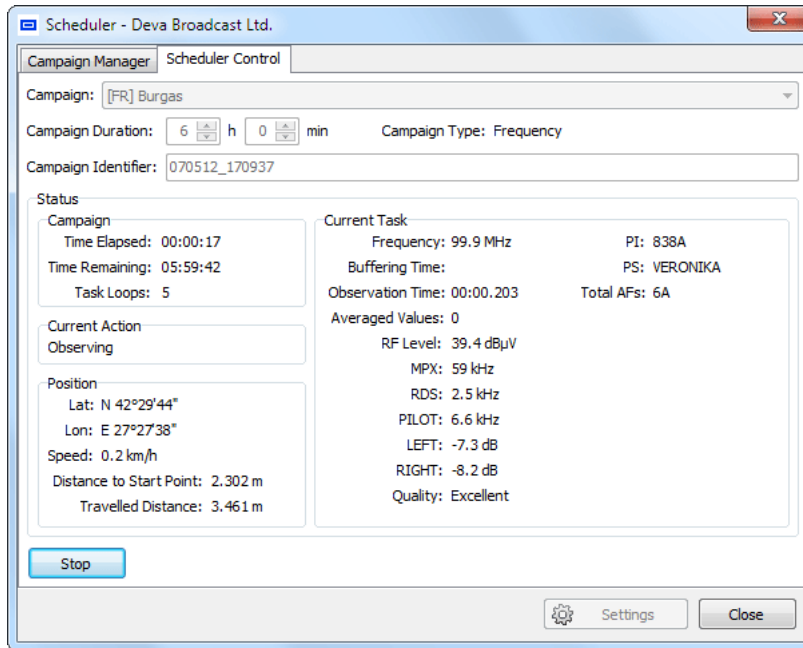 Scheduler - Deva Broadcast Ltd.
Campaign Manager Scheduler Control
Campaign: [FR] Burgas
Campaign Duration: 6 h 0 min Campaign Type: Frequency
Campaign Identifier: 070512_170937
Status
Campaign
Time Elapsed: 00:00:17
Time Remaining: 05:59:42
Task Loops: 5
Current Action
Observing
Position
Lat: N 42°29'44"
Lon: E 27°27'38"
Speed: 0.2 km/h
Distance to Start Point: 2.302 m
Travelled Distance: 3.461 m
Current Task
Frequency: 99.9 MHz PI: 838A
Buffering Time: PS: VERONIKA
Observation Time: 00:00.203 Total AFs: 6A
Averaged Values: 0
RF Level: 39.4 dBµV
MPX: 59 kHz
RDS: 2.5 kHz
PILOT: 6.6 kHz
LEFT: -7.3 dB
RIGHT: -8.2 dB
Quality: Excellent
Stop
Settings Close